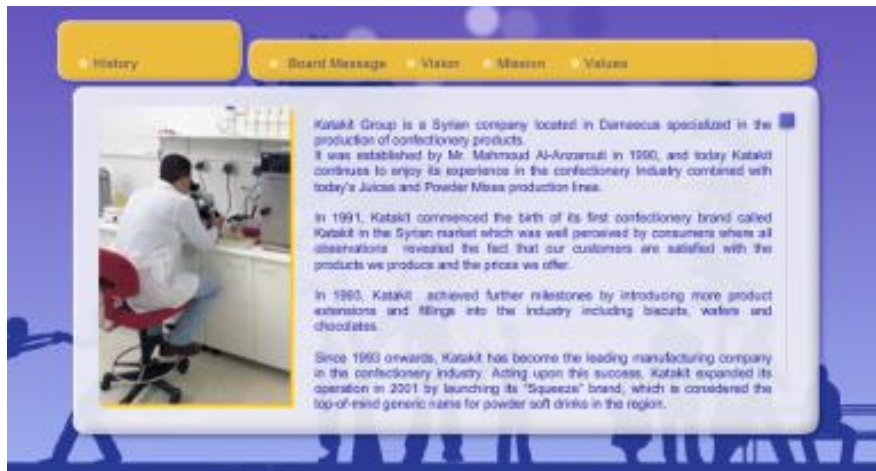 History
Board Message
Vision
Mission
Values
Katakit Group is a Syrian company located in Damascus specialized in the
production of confectionery products.
It was established by Mr. Mahmoud Al-Anzarouti in 1990, and today Katakit
continues to enjoy its experience in the confectionery Industry combined with
today's Juices and Powder Mixes production lines.
In 1991, Katakit commenced the birth of its first confectionery brand called
Katakit in the Syrian market which was well perceived by consumers where all
observations revealed the fact that our customers are satisfied with the
products we produce and the prices we offer.
In 1993, Katakit achieved further milestones by introducing more product
extensions and fillings into the industry including biscuits, wafers and
chocolates.
Since 1993 onwards, Katakit has become the leading manufacturing company
in the confectionery industry. Acting upon this success, Katakit expanded its
operation in 2001 by launching its "Squeeze" brand, which is considered the
top-of-mind generic name for powder soft drinks in the region.